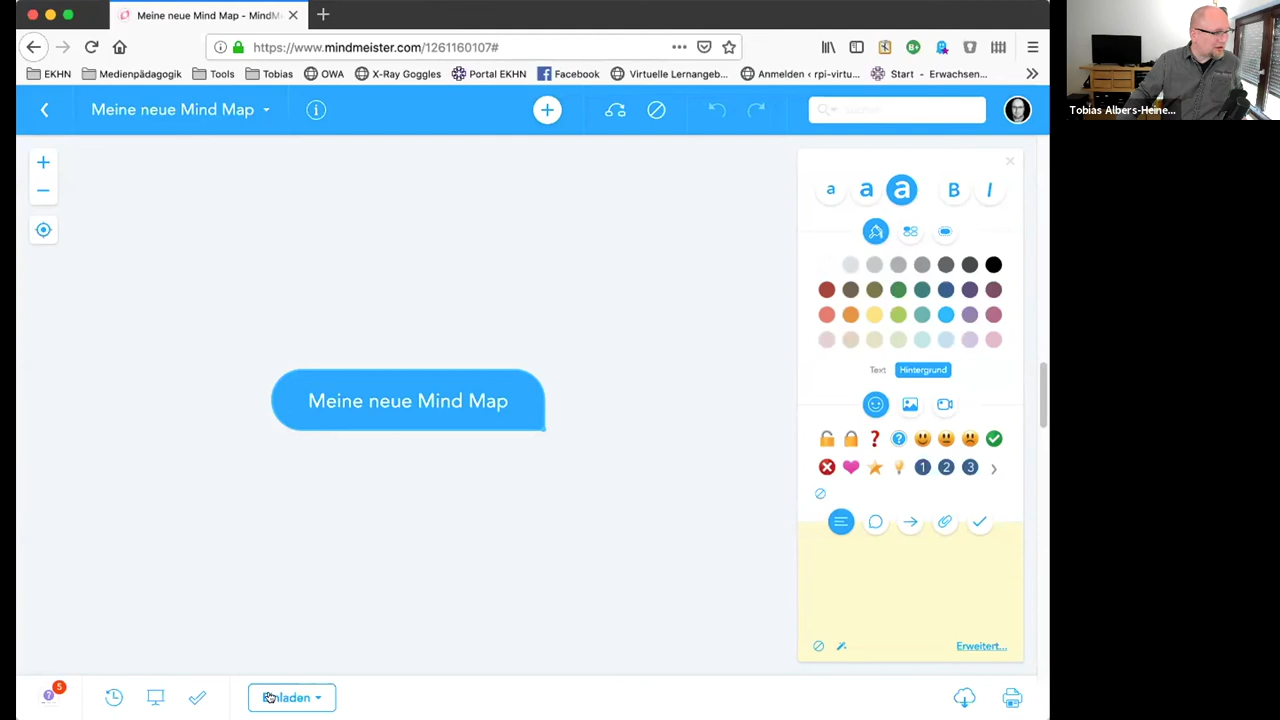 Meine neue Mind Map - MindMe
https://www.mindmeister.com/1261160107#
EKHN
Medienpädagogik
Tools
Tobias
OWA
X-Ray Goggles
Portal EKHN
Facebook
Virtuelle Lernangeb...
Anmelden ‹ rpi-virtu...
Start - Erwachsen...
Tobias Albers-Heine...
Meine neue Mind Map
a a a B I
Meine neue Mind Map
Text Hintergrund
1 2 3
Erweitert...
5
Einladen